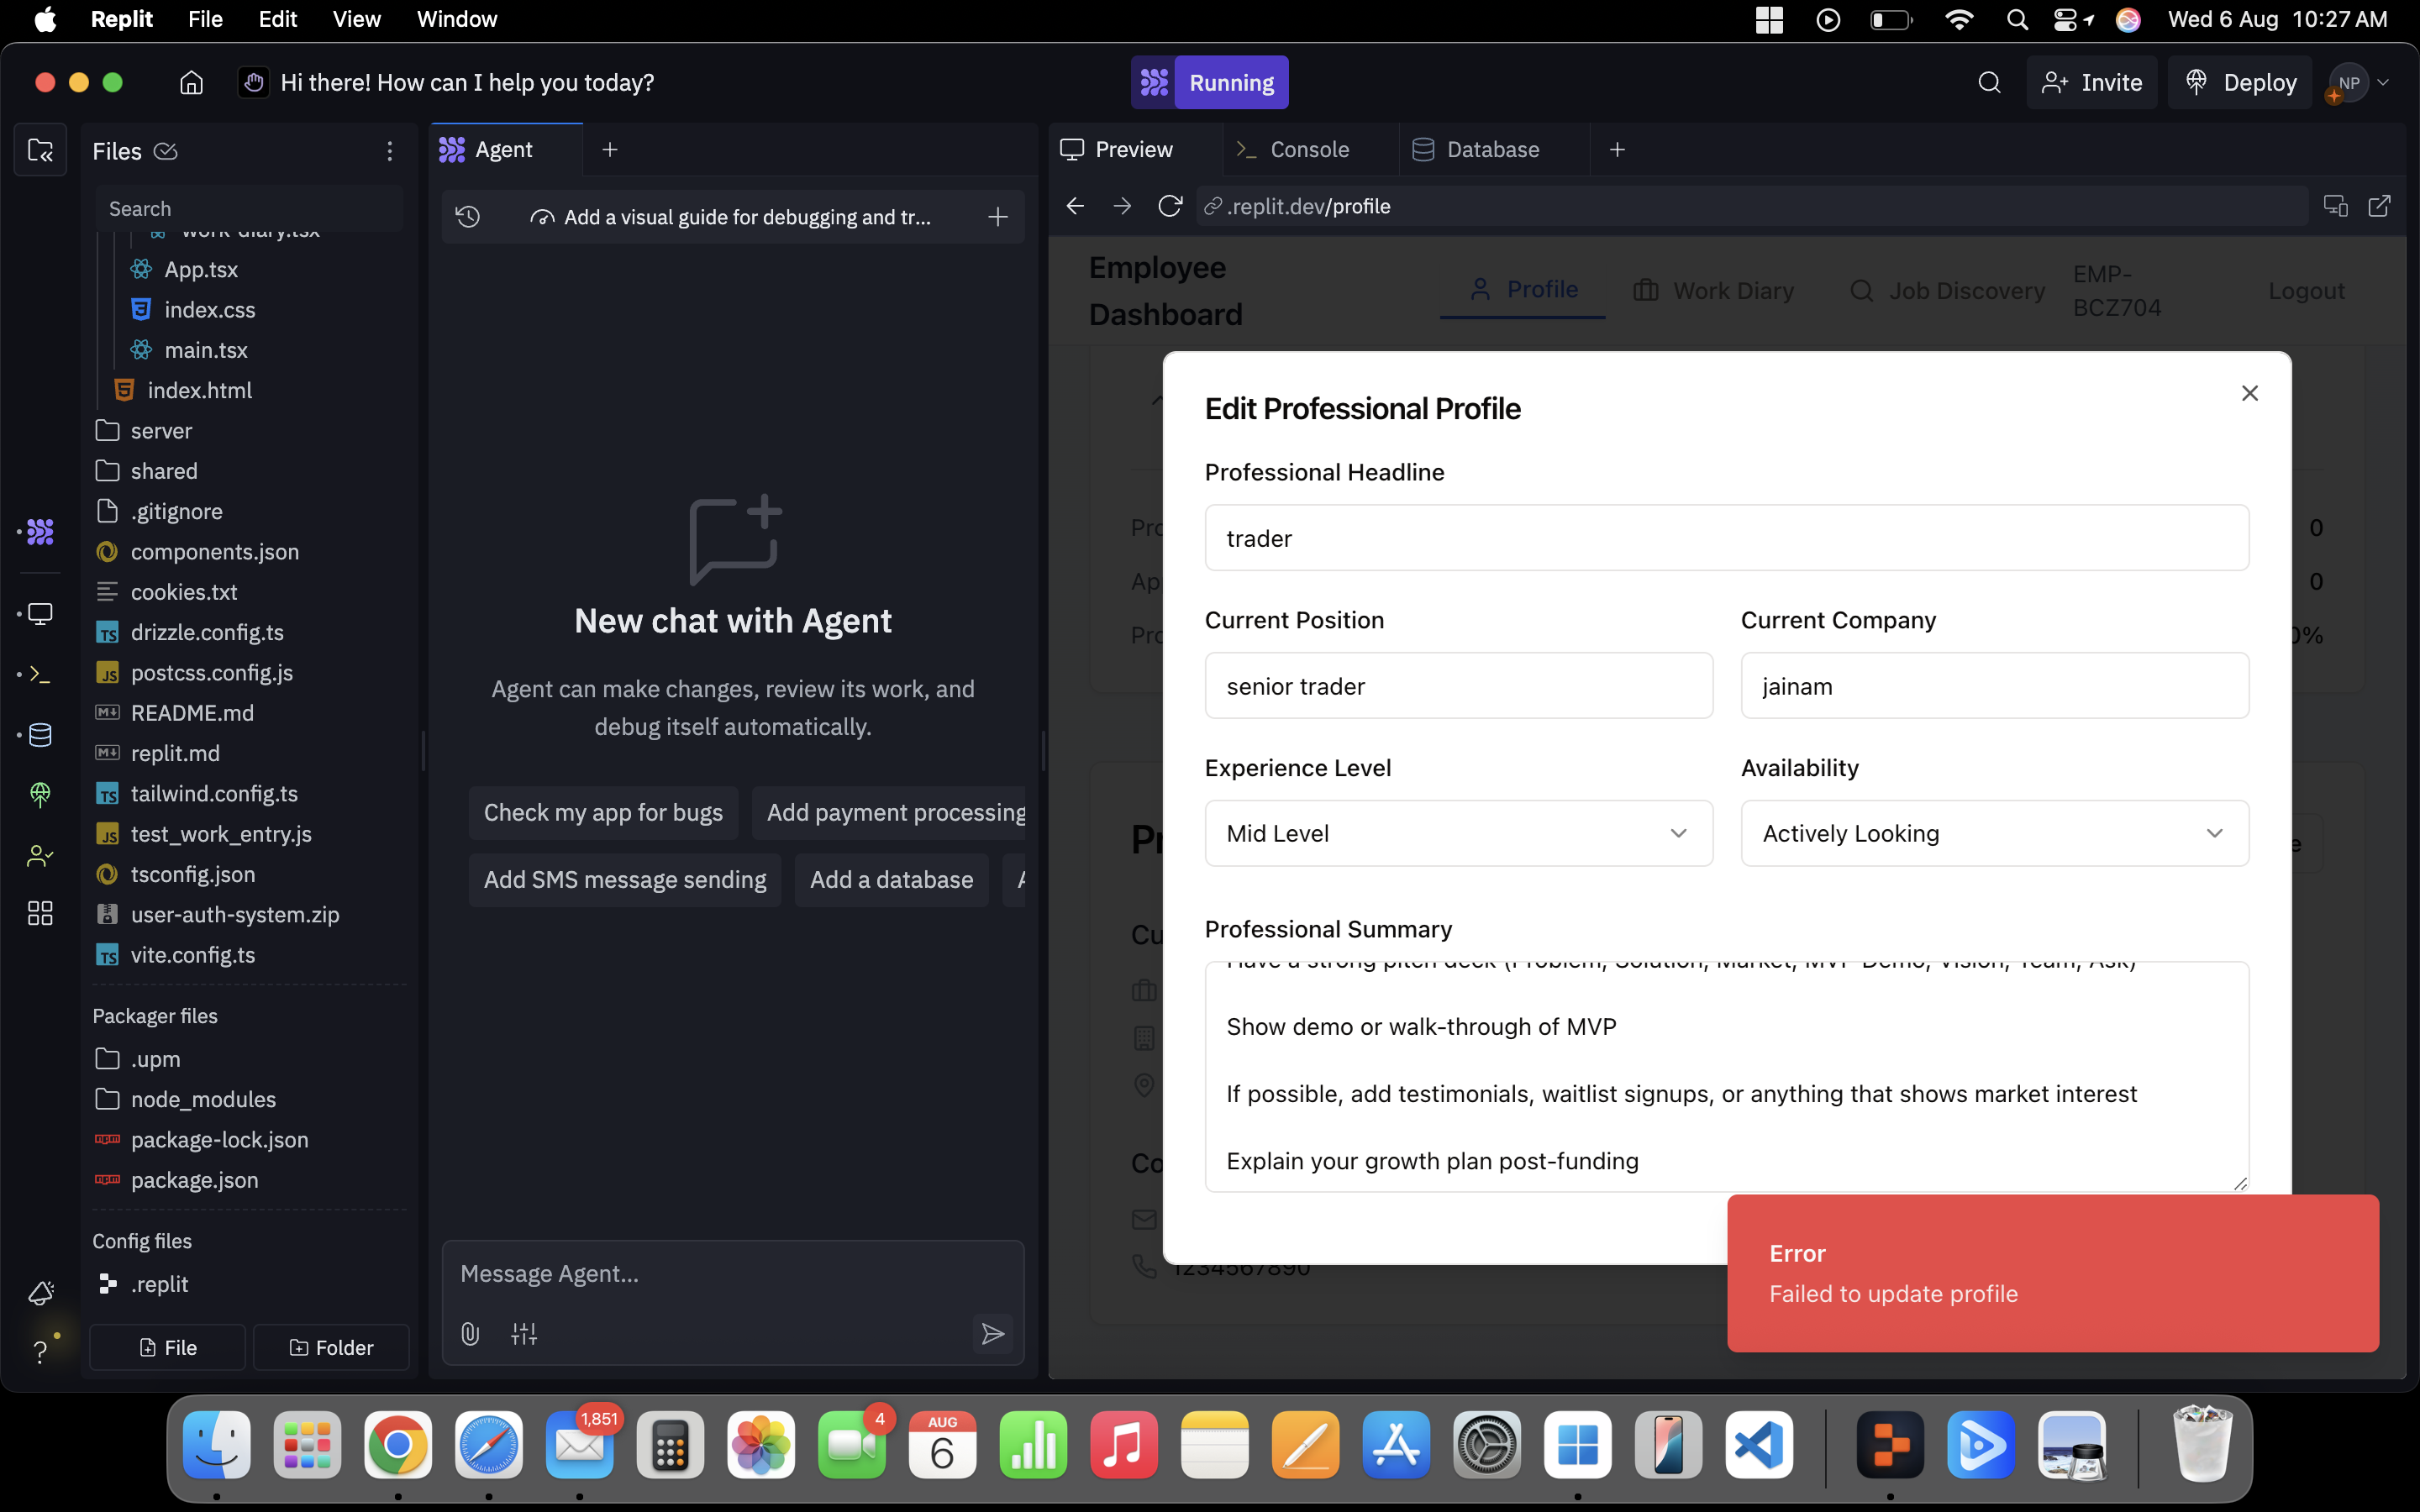 Replit File Edit View Window
Wed 6 Aug 10:27 AM
Hi there! How can I help you today?
Running
Invite
Deploy
NP
Files
Search
work-diary.tsx
App.tsx
index.css
main.tsx
index.html
server
shared
.gitignore
components.json
cookies.txt
drizzle.config.ts
postcss.config.js
README.md
replit.md
tailwind.config.ts
test_work_entry.js
tsconfig.json
user-auth-system.zip
vite.config.ts
Packager files
.upm
node_modules
package-lock.json
package.json
Config files
.replit
File
Folder
Agent
Add a visual guide for debugging and tr...
New chat with Agent
Agent can make changes, review its work, and
debug itself automatically.
Check my app for bugs
Add payment processing
Add SMS message sending
Add a database
A
Message Agent...
Preview
Console
Database
.replit.dev/profile
Employee
Dashboard
Profile
Work Diary
Job Discovery
EMP-
BCZ704
Logout
Edit Professional Profile
Professional Headline
trader
Pro
0
Ap
0
Current Position
Current Company
Pro
0%
senior trader
jainam
Experience Level
Availability
Mid Level
Actively Looking
Pr
e
Professional Summary
Cu
Have a strong pitch deck (Problem, Solution, Market, MVP Demo, Vision, Team, Ask)
Show demo or walk-through of MVP
If possible, add testimonials, waitlist signups, or anything that shows market interest
Explain your growth plan post-funding
Co
1234567890
Error
Failed to update profile
1,851
4
AUG
6